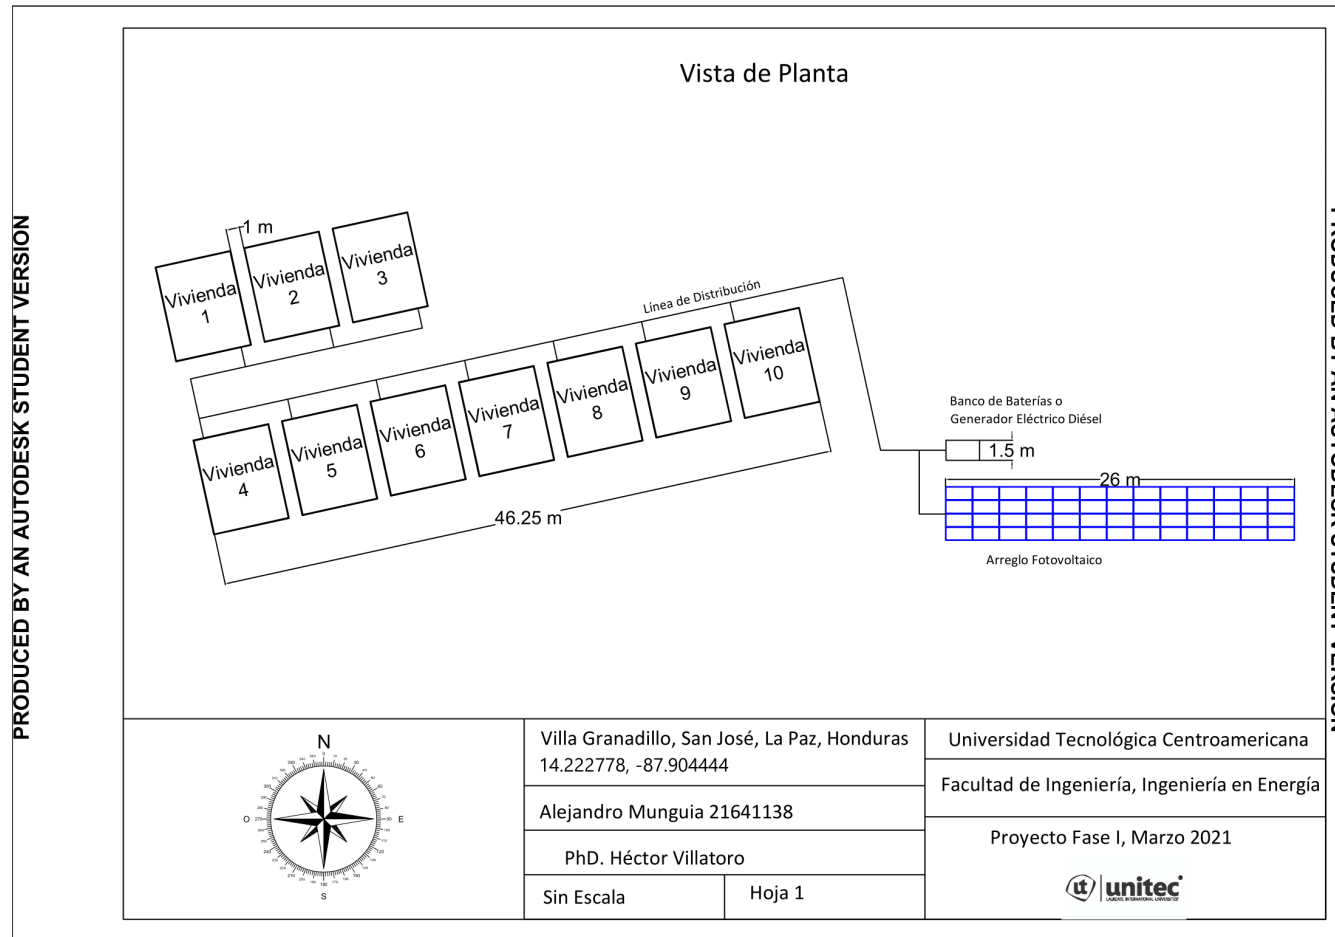 PRODUCED BY AN AUTODESK STUDENT VERSION
Vista de Planta
1 m
Vivienda
1
Vivienda
2
Vivienda
3
Línea de Distribución
Vivienda
4
Vivienda
5
Vivienda
6
Vivienda
7
Vivienda
8
Vivienda
9
Vivienda
10
46.25 m
Banco de Baterías o
Generador Eléctrico Diésel
1.5 m
26 m
Arreglo Fotovoltaico
N
O
E
S
Villa Granadillo, San José, La Paz, Honduras
14.222778, -87.904444
Alejandro Munguia 21641138
PhD. Héctor Villatoro
Sin Escala
Hoja 1
Universidad Tecnológica Centroamericana
Facultad de Ingeniería, Ingeniería en Energía
Proyecto Fase I, Marzo 2021
unitec
LAUREATE INTERNATIONAL UNIVERSITIES